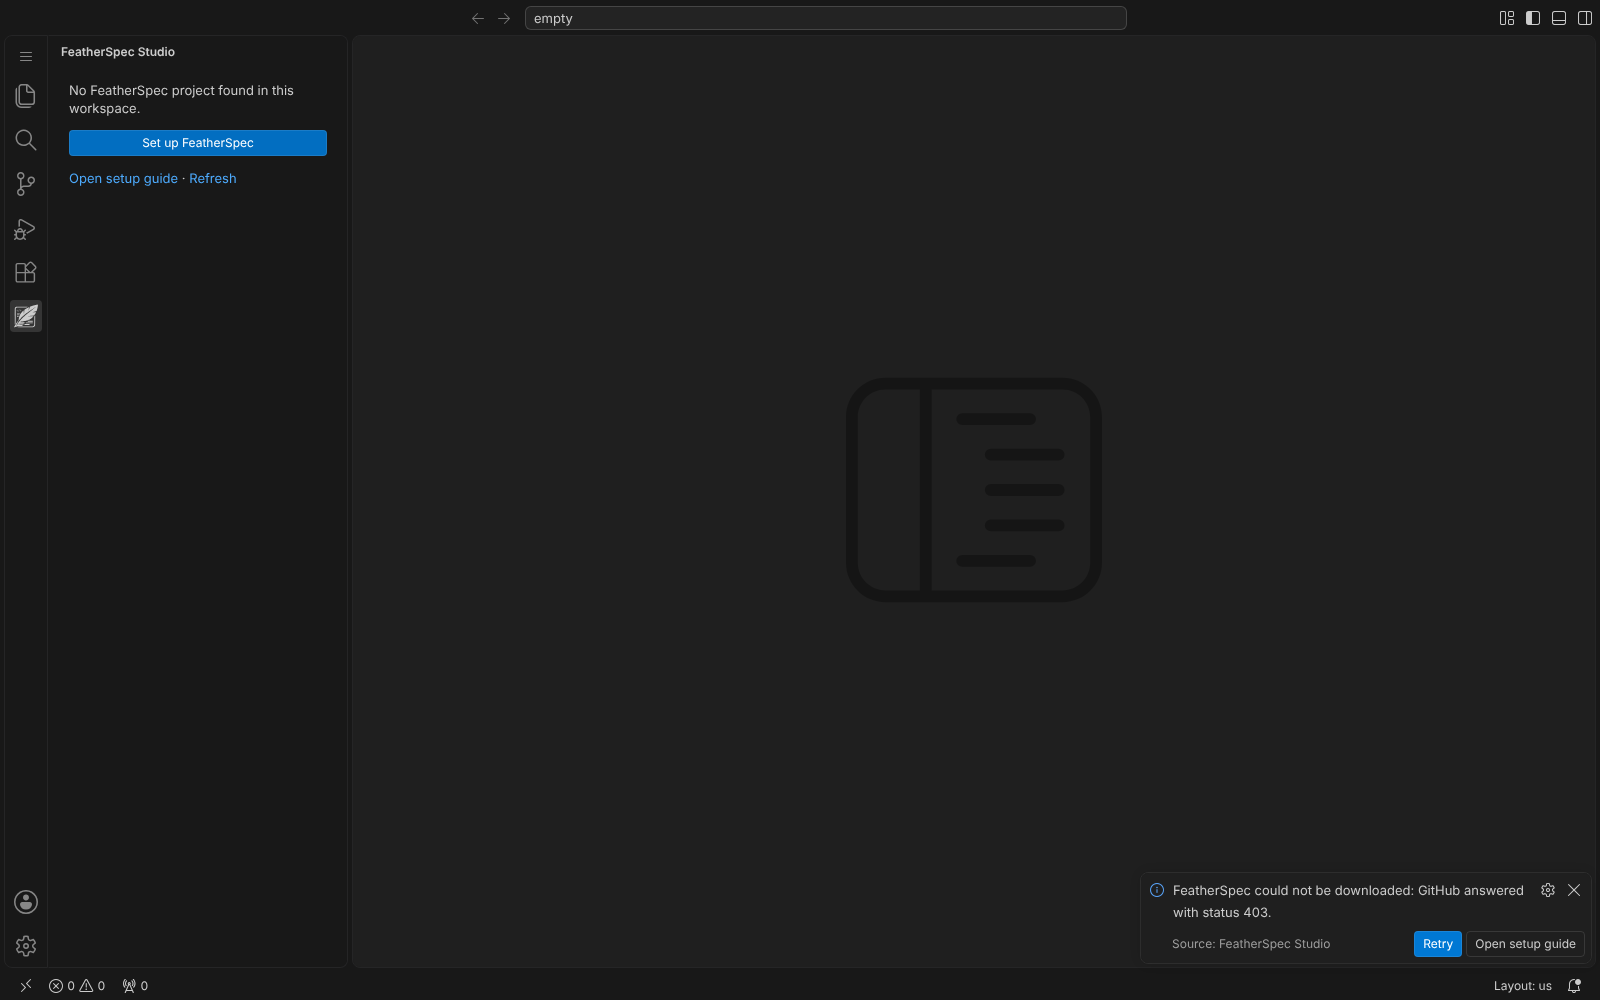 empty
FeatherSpec Studio
No FeatherSpec project found in this
workspace.
Set up FeatherSpec
Open setup guide · Refresh
FeatherSpec could not be downloaded: GitHub answered
with status 403.
Source: FeatherSpec Studio
Retry
Open setup guide
0 0 0
Layout: us